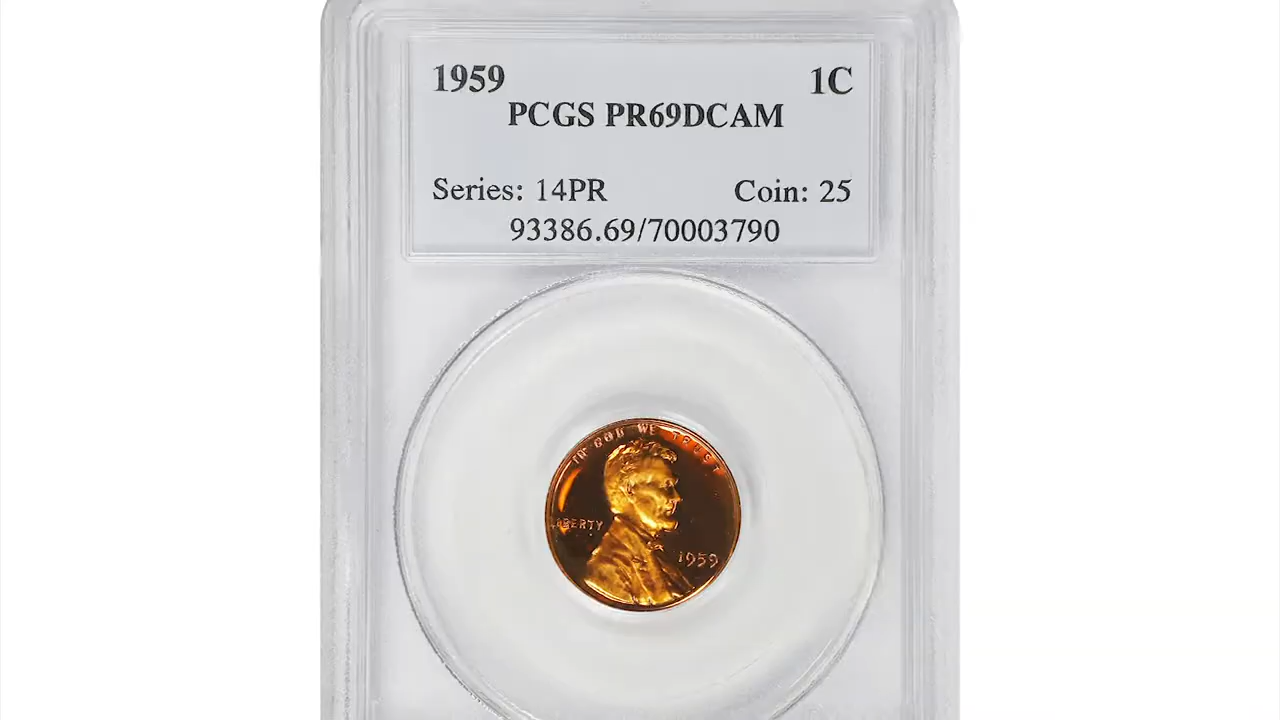 1959 1C
PCGS PR69DCAM
Series: 14PR Coin: 25
93386.69/70003790
IN GOD WE TRUST
LIBERTY
1959